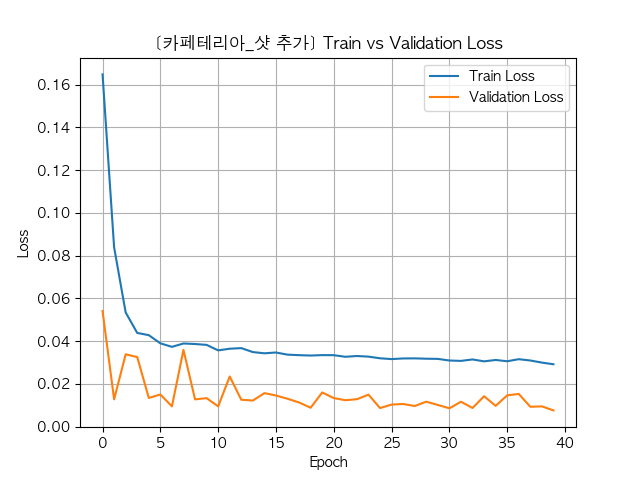 [카페테리아_샷 추가] Train vs Validation Loss
Train Loss
Validation Loss
0.16
0.14
0.12
0.10
0.08
0.06
0.04
0.02
0.00
Loss
0 5 10 15 20 25 30 35 40
Epoch